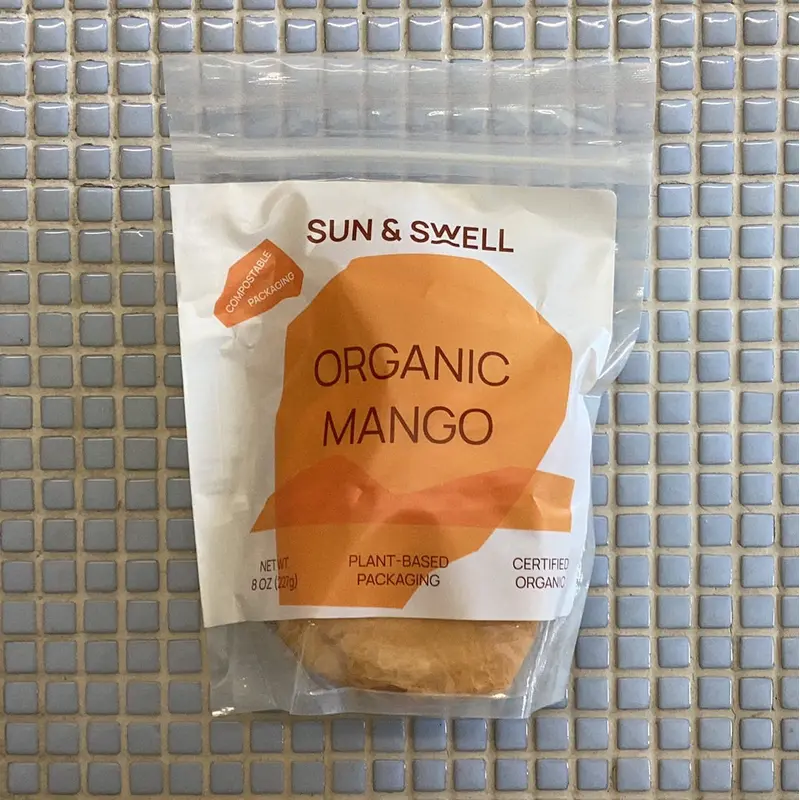 SUN & SWELL
COMPOSTABLE
PACKAGING
ORGANIC
MANGO
NET WT
8 OZ (227g)
PLANT-BASED
PACKAGING
CERTIFIED
ORGANIC